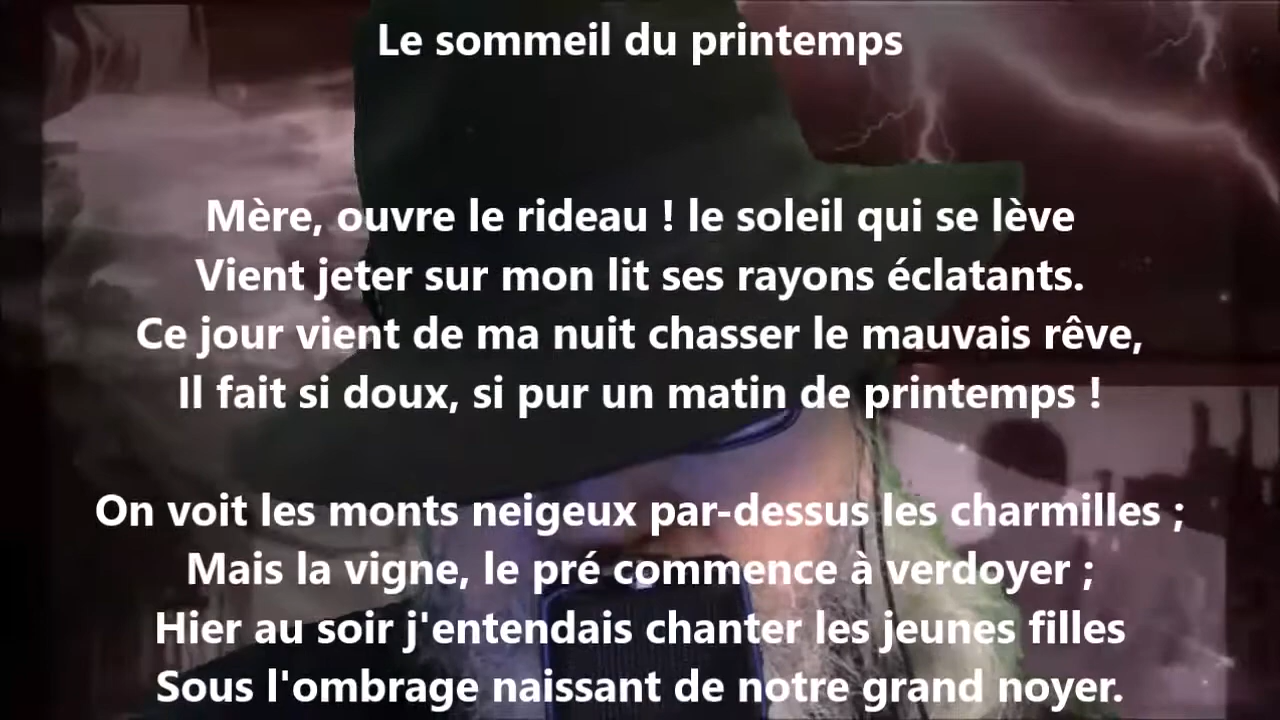 Le sommeil du printemps
Mère, ouvre le rideau ! le soleil qui se lève
Vient jeter sur mon lit ses rayons éclatants.
Ce jour vient de ma nuit chasser le mauvais rêve,
Il fait si doux, si pur un matin de printemps !
On voit les monts neigeux par-dessus les charmilles ;
Mais la vigne, le pré commence à verdoyer ;
Hier au soir j'entendais chanter les jeunes filles
Sous l'ombrage naissant de notre grand noyer.